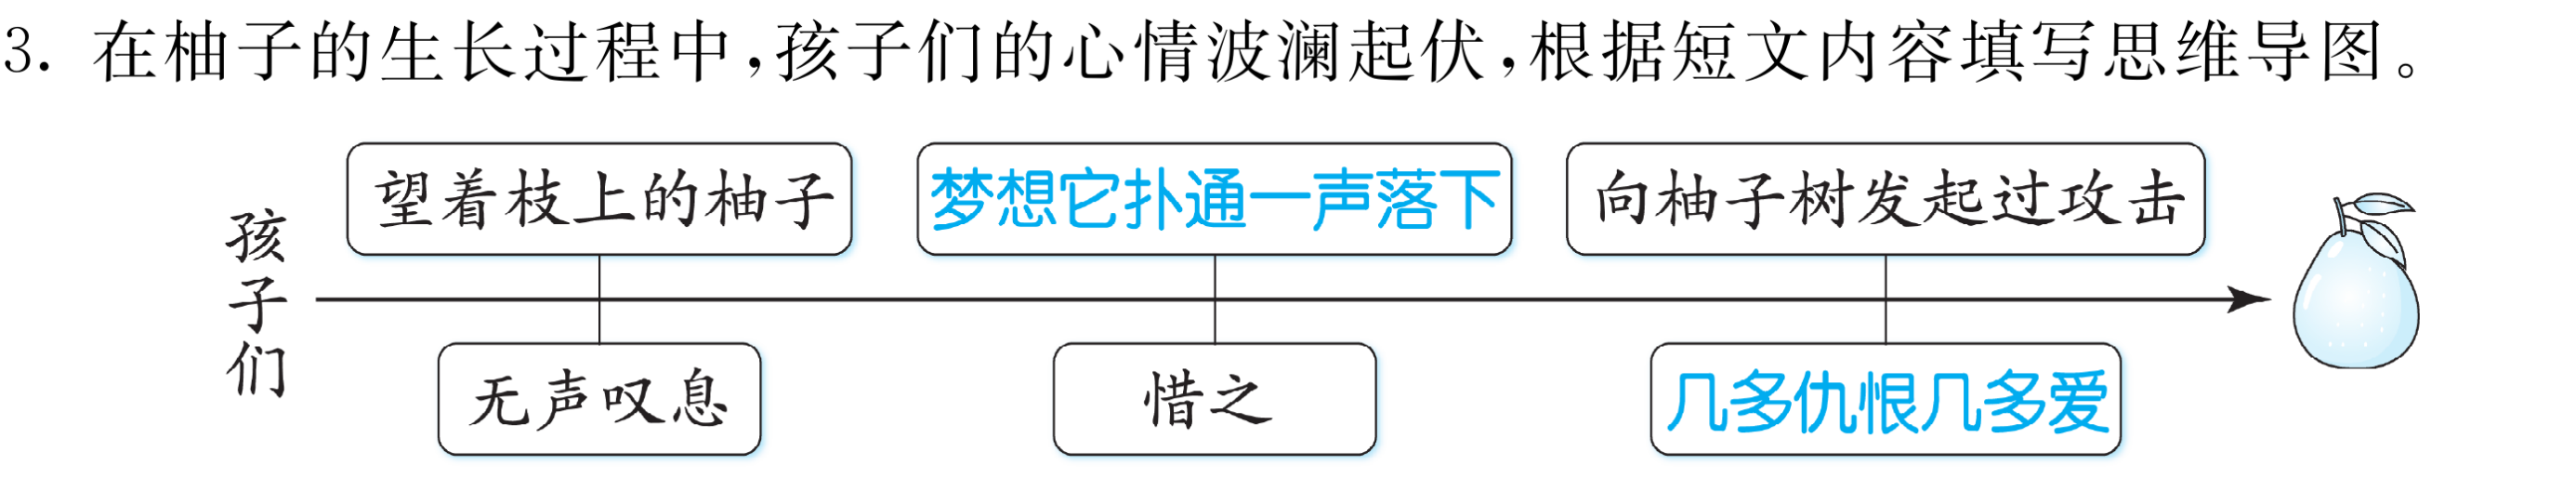 3. 在柚子的生长过程中,孩子们的心情波澜起伏,根据短文内容填写思维导图。
孩子们
望着枝上的柚子
梦想它扑通一声落下
向柚子树发起过攻击
无声叹息
惜之
几多仇恨几多爱